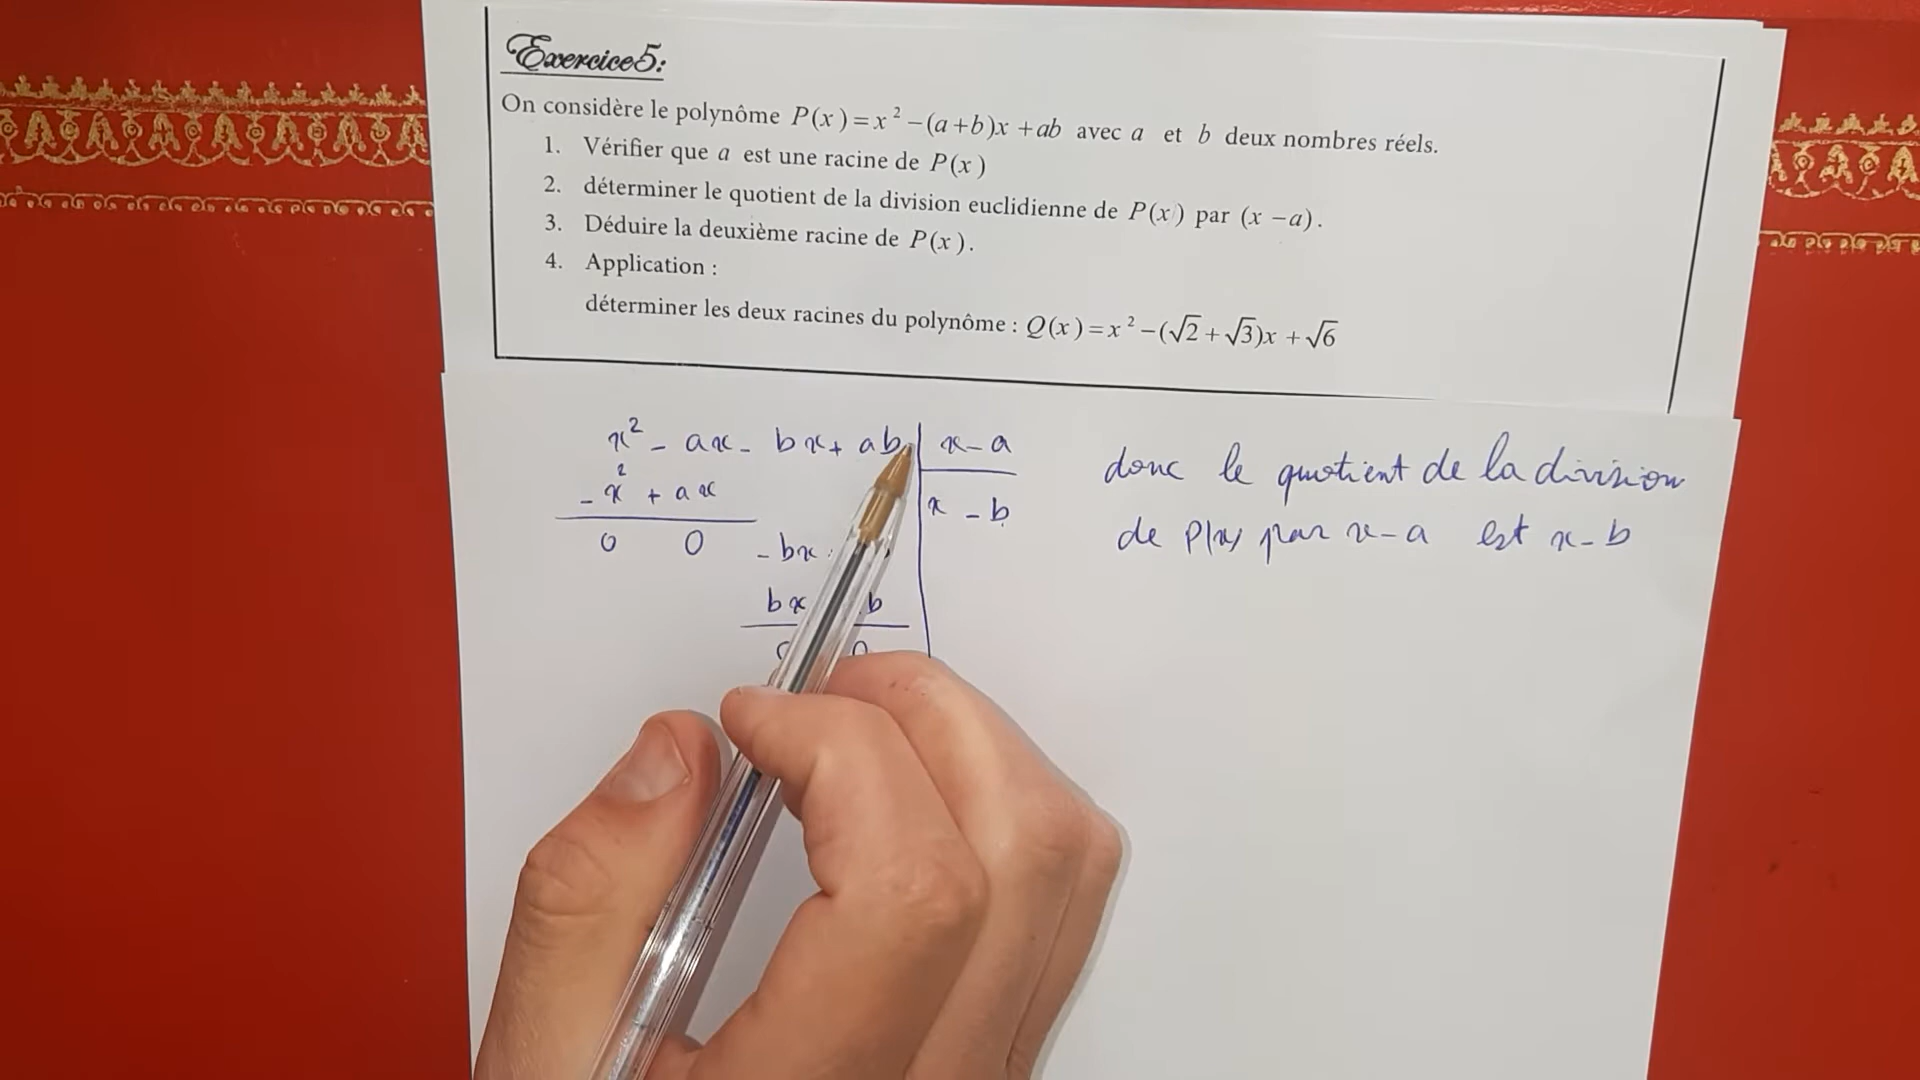 Exercice5:
On considère le polynôme P(x)=x²-(a+b)x+ab avec a et b deux nombres réels.
1. Vérifier que a est une racine de P(x)
2. déterminer le quotient de la division euclidienne de P(x) par (x-a).
3. Déduire la deuxième racine de P(x).
4. Application :
déterminer les deux racines du polynôme : Q(x)=x²-(√2+√3)x+√6
x² - ax - bx + ab | x - a
-x² + ax
x - b
0 0 -bx
bx b
0
donc le quotient de la division
de P(x) par x-a est x-b